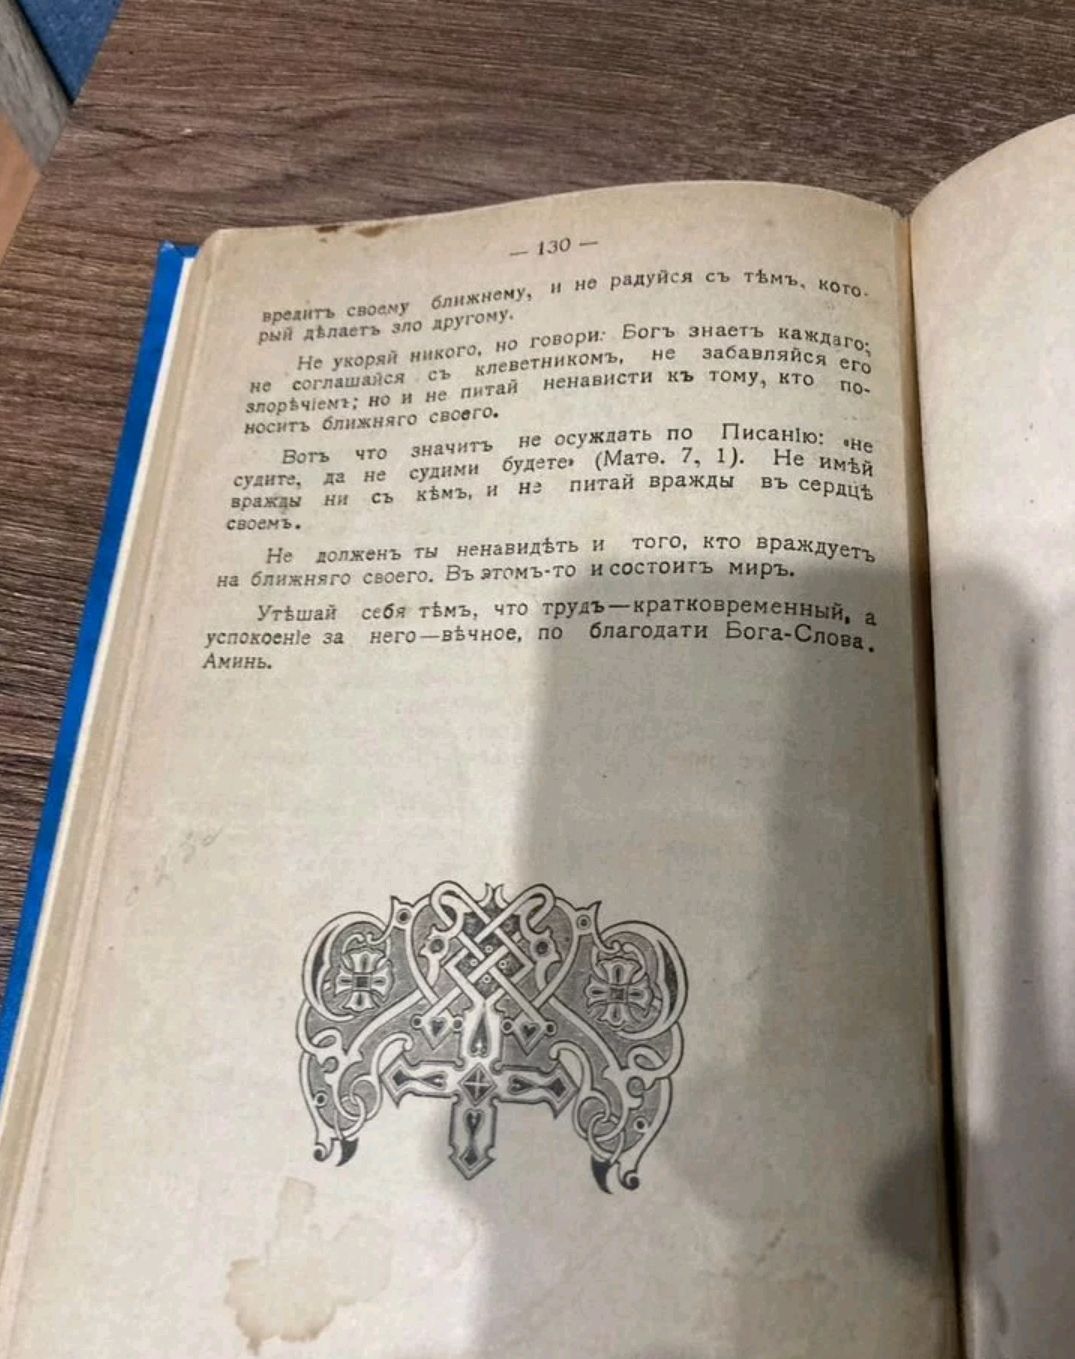 — 130 —
вредитъ своему ближнему, и не радуйся съ тѣмъ, кото-
рый дѣлаетъ зло другому.
Не укоряй никого, но говори: Богъ знаетъ каждаго;
не соглашайся съ клеветникомъ, не забавляйся его
злорѣчіемъ; но и не питай ненависти къ тому, кто по-
носитъ ближняго своего.
Вотъ что значитъ не осуждать по Писанію: «не
судите, да не судими будете» (Матѳ. 7, 1). Не имѣй
вражды ни съ кѣмъ, и не питай вражды въ сердцѣ
своемъ.
Не долженъ ты ненавидѣть и того, кто враждуетъ
на ближняго своего. Въ этомъ-то и состоитъ миръ.
Утѣшай себя тѣмъ, что трудъ—кратковременный, а
успокоеніе за него—вѣчное, по благодати Бога-Слова.
Аминь.